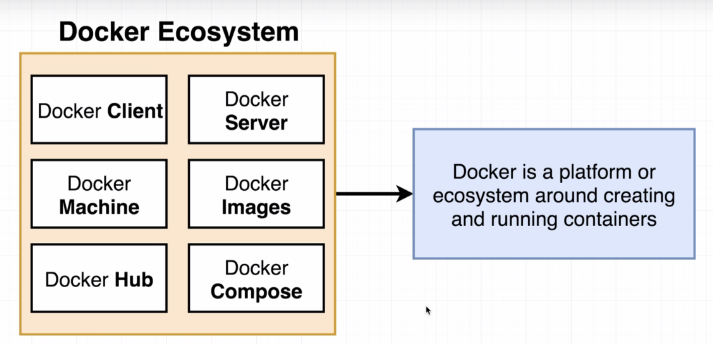 Docker Ecosystem
Docker Client
Docker
Server
Docker
Machine
Docker
Images
Docker Hub
Docker
Compose
Docker is a platform or
ecosystem around creating
and running containers